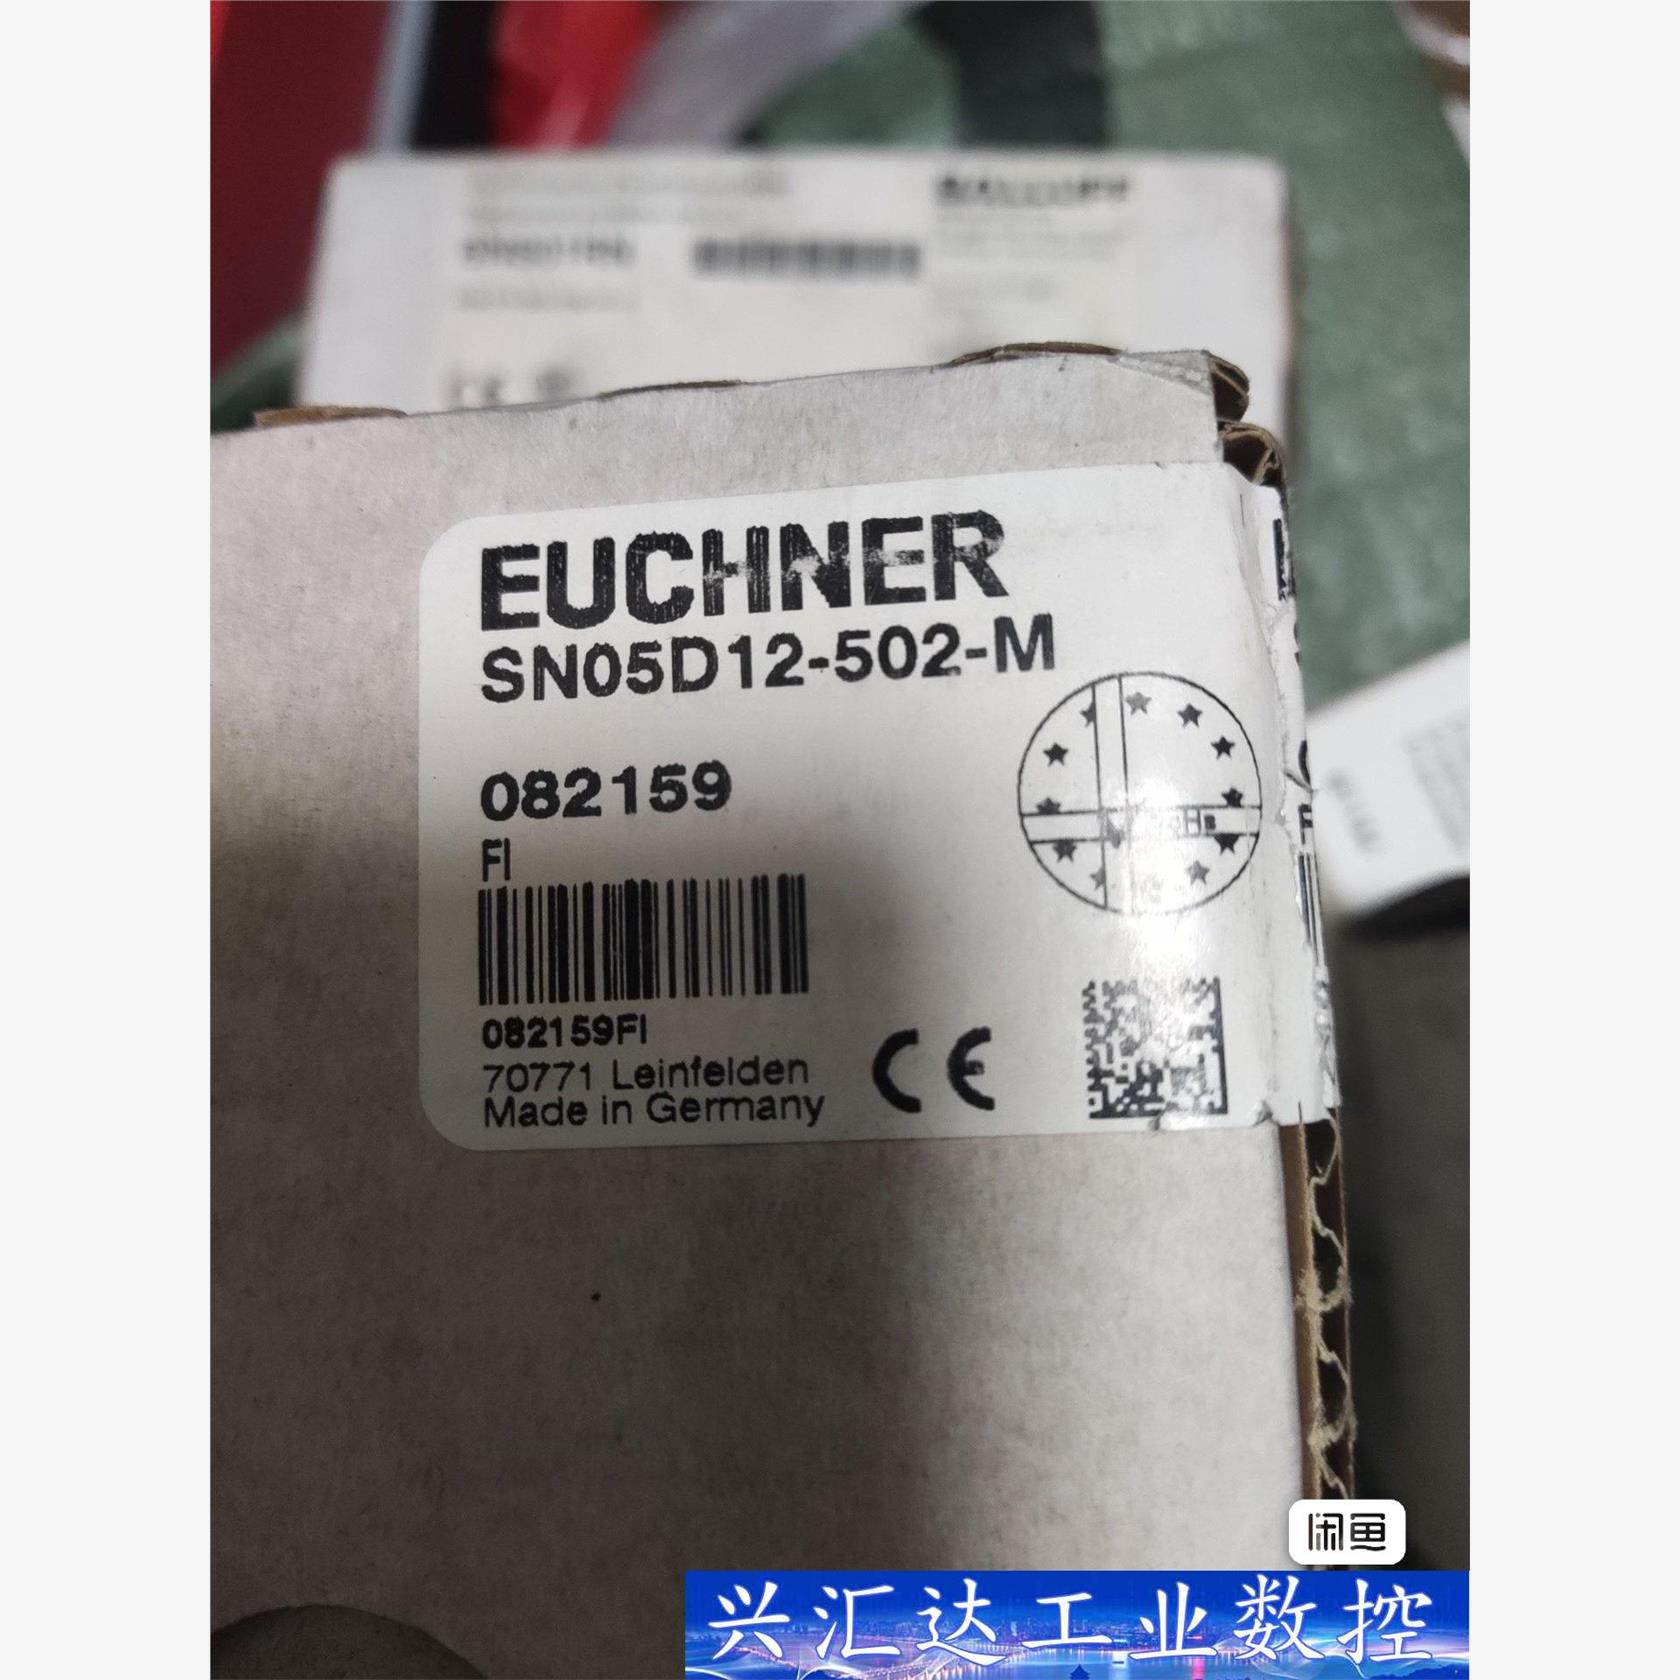 BALLUFF
EUCHNER
SN05D12-502-M
082159
FI
082159FI
70771 Leinfelden
Made in Germany
CE
闲鱼
兴汇达工业数控